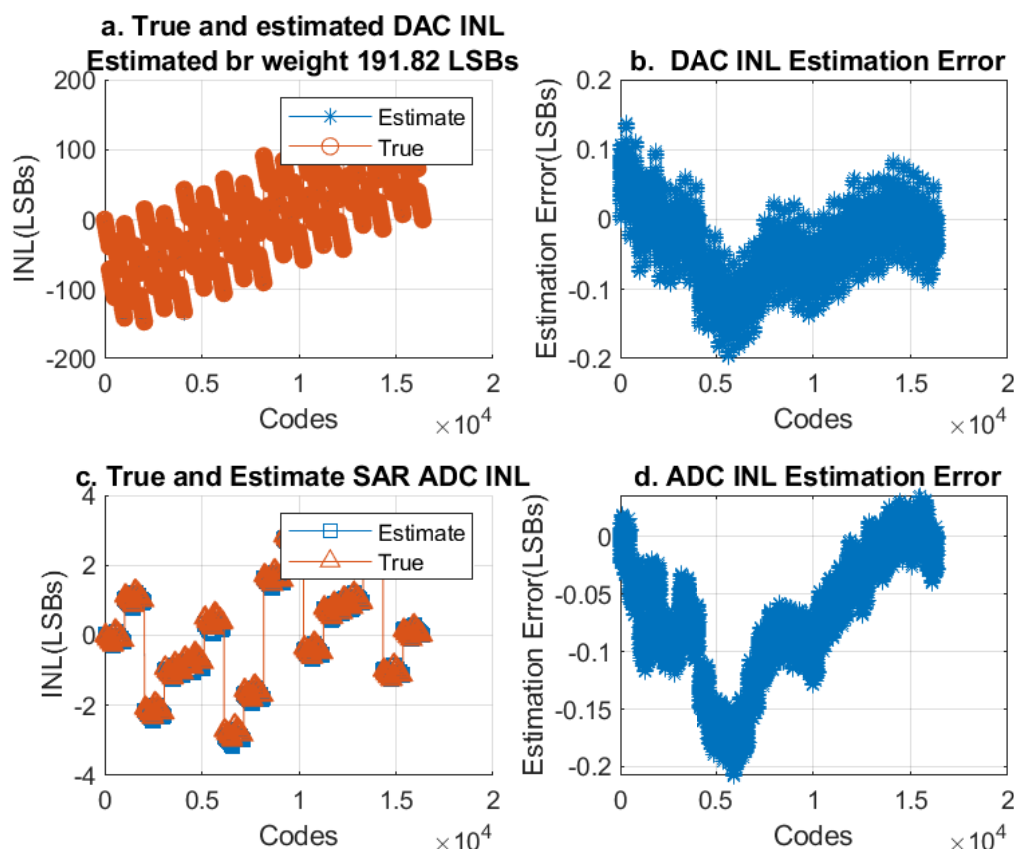 a. True and estimated DAC INL
Estimated br weight 191.82 LSBs
200
100
0
-100
-200
INL(LSBs)
Estimate
True
0 0.5 1 1.5 2
Codes
×10^4
b. DAC INL Estimation Error
0.2
0.1
0
-0.1
-0.2
Estimation Error(LSBs)
0 0.5 1 1.5 2
Codes
×10^4
c. True and Estimate SAR ADC INL
4
2
0
-2
-4
INL(LSBs)
Estimate
True
0 0.5 1 1.5 2
Codes
×10^4
d. ADC INL Estimation Error
0
-0.05
-0.1
-0.15
-0.2
Estimation Error(LSBs)
0 0.5 1 1.5 2
Codes
×10^4